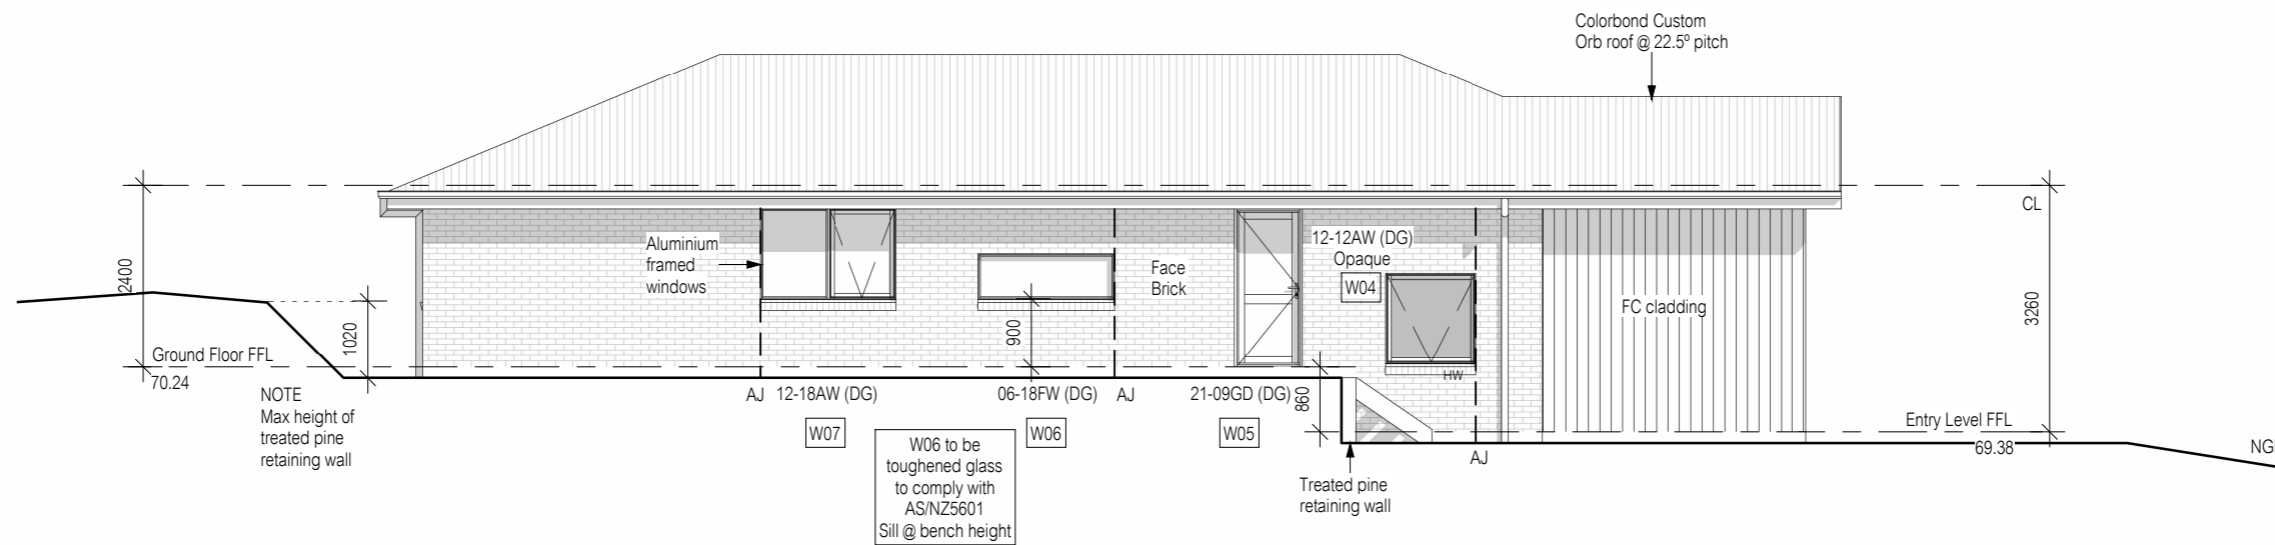 Colorbond Custom
Orb roof @ 22.5º pitch
CL
2400
3260
Aluminium
framed
windows
Face
Brick
12-12AW (DG)
Opaque
W04
FC cladding
1020
900
860
HW
Ground Floor FFL
70.24
NOTE
Max height of
treated pine
retaining wall
AJ
12-18AW (DG)
W07
06-18FW (DG)
W06
AJ
21-09GD (DG)
W05
W06 to be
toughened glass
to comply with
AS/NZ5601
Sill @ bench height
AJ
Treated pine
retaining wall
Entry Level FFL
69.38